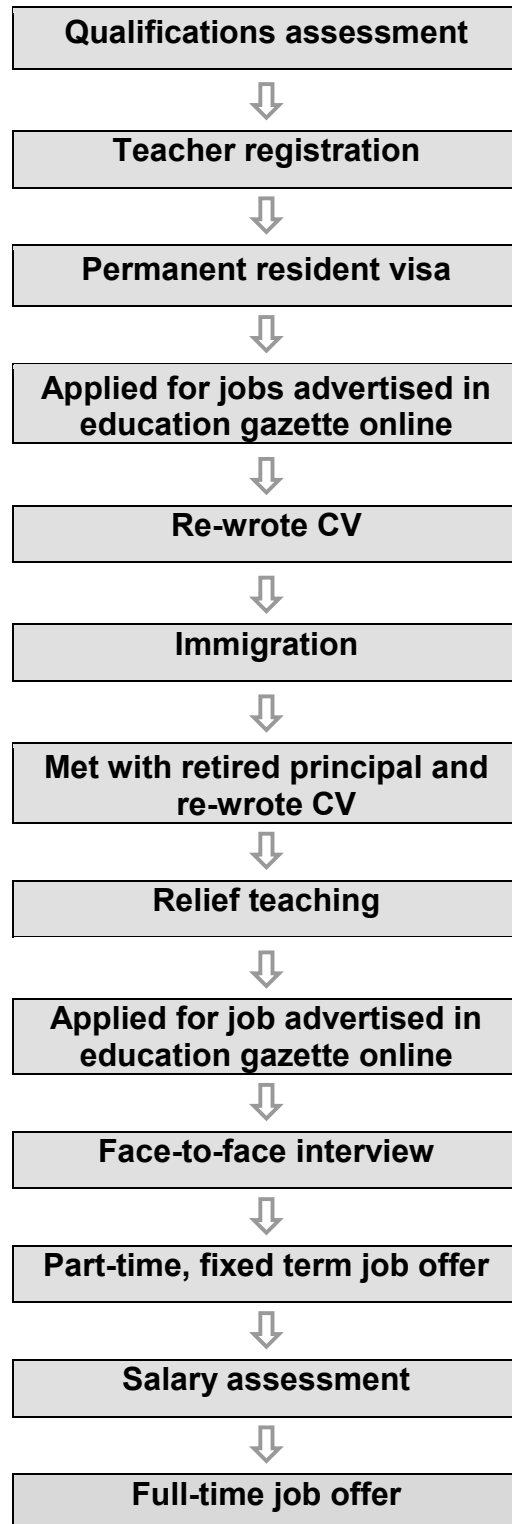 Qualifications assessment
Teacher registration
Permanent resident visa
Applied for jobs advertised in
education gazette online
Re-wrote CV
Immigration
Met with retired principal and
re-wrote CV
Relief teaching
Applied for job advertised in
education gazette online
Face-to-face interview
Part-time, fixed term job offer
Salary assessment
Full-time job offer